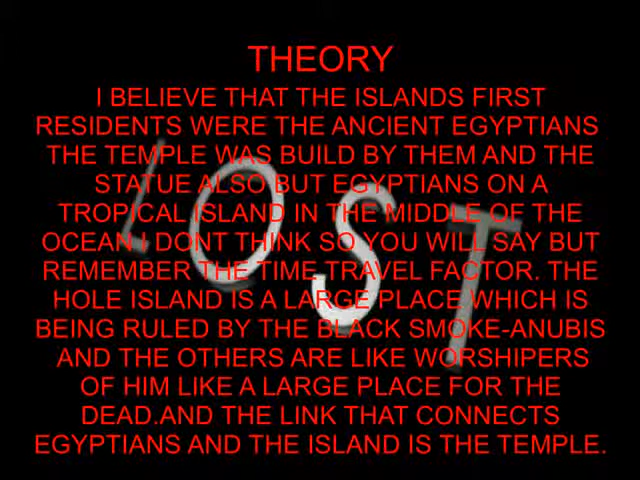 THEORY
I BELIEVE THAT THE ISLANDS FIRST
RESIDENTS WERE THE ANCIENT EGYPTIANS
THE TEMPLE WAS BUILD BY THEM AND THE
STATUE ALSO BUT EGYPTIANS ON A
TROPICAL ISLAND IN THE MIDDLE OF THE
OCEAN I DONT THINK SO YOU WILL SAY BUT
REMEMBER THE TIME TRAVEL FACTOR. THE
HOLE ISLAND IS A LARGE PLACE WHICH IS
BEING RULED BY THE BLACK SMOKE-ANUBIS
AND THE OTHERS ARE LIKE WORSHIPERS
OF HIM LIKE A LARGE PLACE FOR THE
DEAD.AND THE LINK THAT CONNECTS
EGYPTIANS AND THE ISLAND IS THE TEMPLE.
LOST